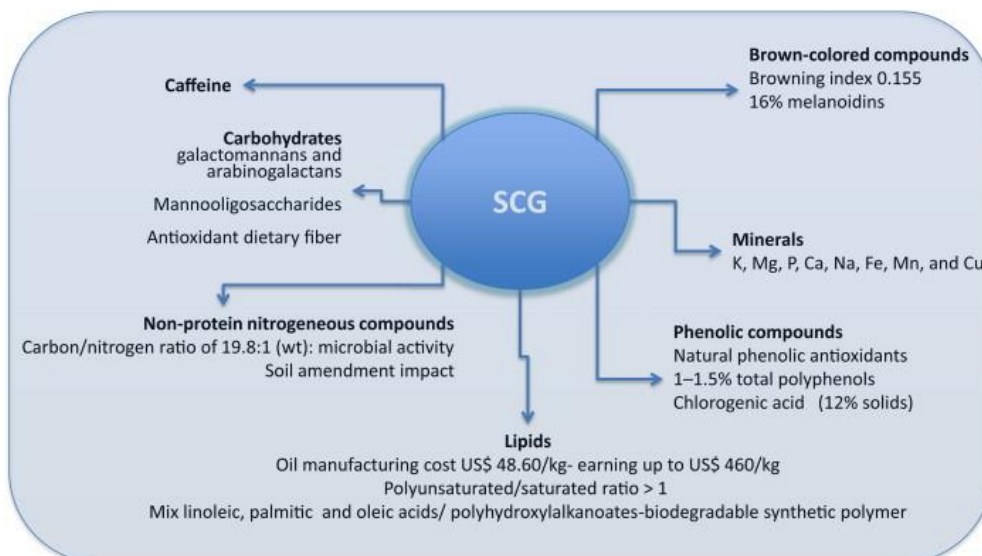 Caffeine
Carbohydrates
galactomannans and
arabinogalactans
Mannooligosaccharides
Antioxidant dietary fiber
Non-protein nitrogeneous compounds
Carbon/nitrogen ratio of 19.8:1 (wt): microbial activity
Soil amendment impact
SCG
Brown-colored compounds
Browning index 0.155
16% melanoidins
Minerals
K, Mg, P, Ca, Na, Fe, Mn, and Cu
Phenolic compounds
Natural phenolic antioxidants
1–1.5% total polyphenols
Chlorogenic acid (12% solids)
Lipids
Oil manufacturing cost US$ 48.60/kg- earning up to US$ 460/kg
Polyunsaturated/saturated ratio > 1
Mix linoleic, palmitic and oleic acids/ polyhydroxylalkanoates-biodegradable synthetic polymer